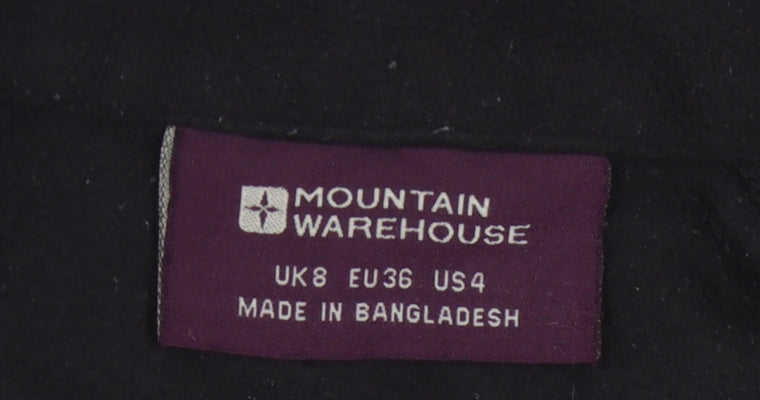 MOUNTAIN
WAREHOUSE
UK8 EU36 US4
MADE IN BANGLADESH